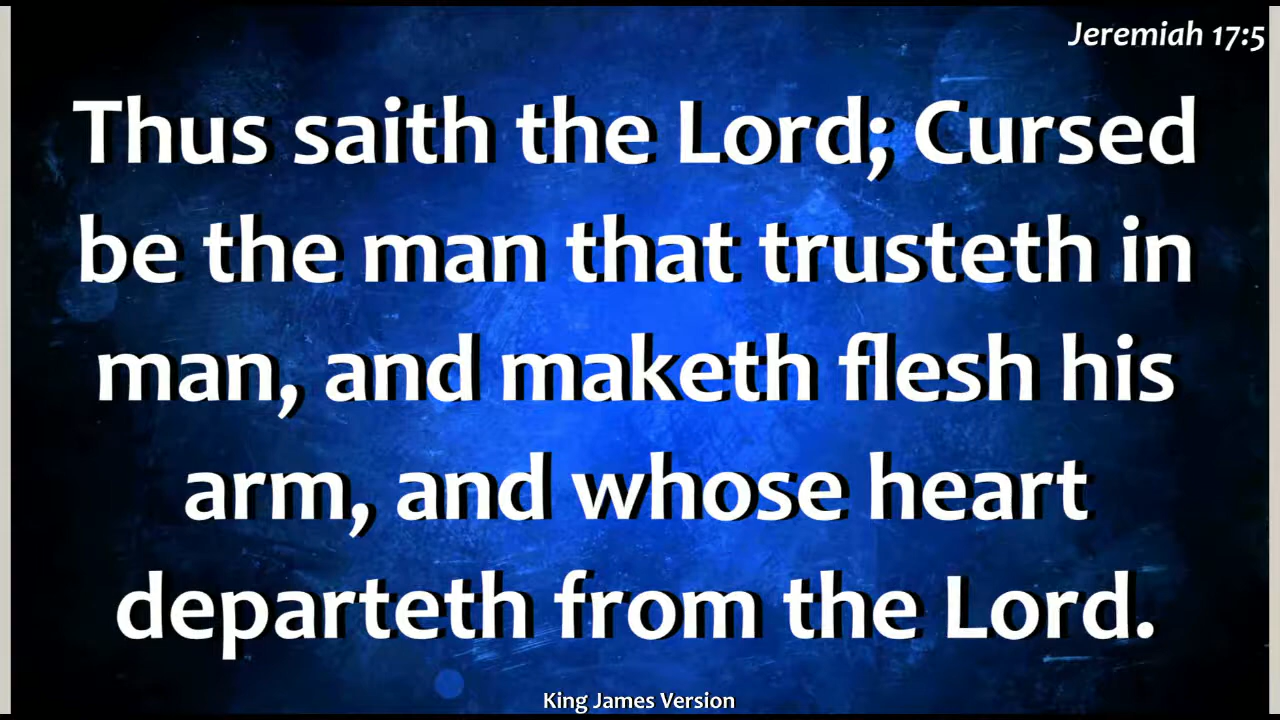 Jeremiah 17:5
Thus saith the Lord; Cursed
be the man that trusteth in
man, and maketh flesh his
arm, and whose heart
departeth from the Lord.
King James Version